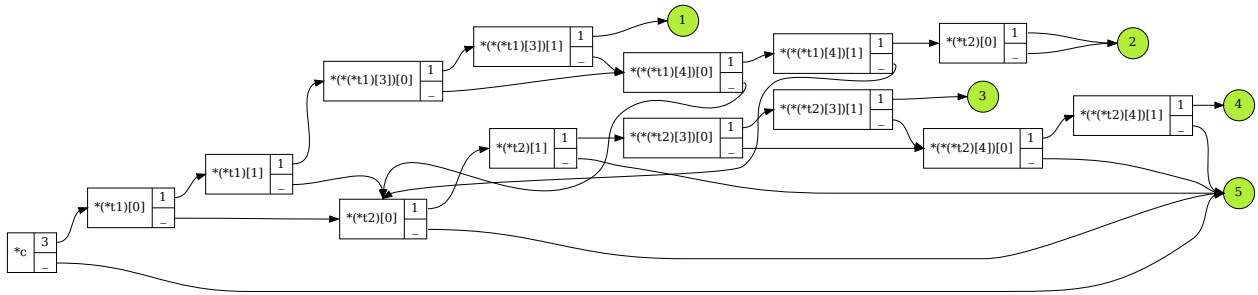 *c
3
_
*(*t1)[0]
1
_
*(*t1)[1]
1
_
*(*(*t1)[3])[0]
1
_
*(*(*t1)[3])[1]
1
_
1
*(*(*t1)[4])[0]
1
_
*(*(*t1)[4])[1]
1
_
*(*t2)[0]
1
_
2
*(*t2)[0]
1
_
*(*t2)[1]
1
_
*(*(*t2)[3])[0]
1
_
*(*(*t2)[3])[1]
1
_
3
*(*(*t2)[4])[0]
1
_
*(*(*t2)[4])[1]
1
_
4
5